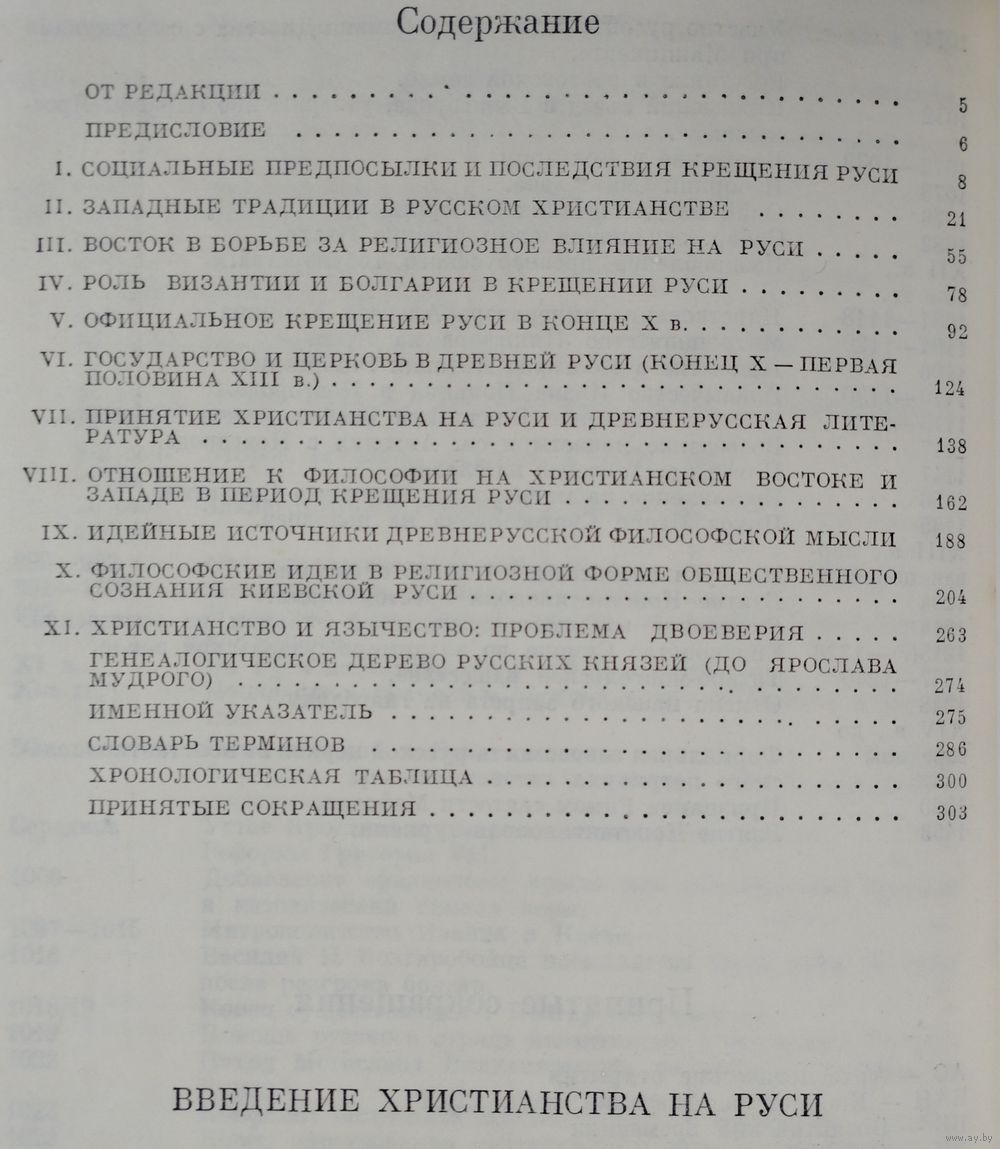 Содержание
ОТ РЕДАКЦИИ . . . . . . . . . . . . . . . . . . . . . . . . . 5
ПРЕДИСЛОВИЕ . . . . . . . . . . . . . . . . . . . . . . . . 6
I. СОЦИАЛЬНЫЕ ПРЕДПОСЫЛКИ И ПОСЛЕДСТВИЯ КРЕЩЕНИЯ РУСИ 8
II. ЗАПАДНЫЕ ТРАДИЦИИ В РУССКОМ ХРИСТИАНСТВЕ . . . . . . . . 21
III. ВОСТОК В БОРЬБЕ ЗА РЕЛИГИОЗНОЕ ВЛИЯНИЕ НА РУСИ . . . . . 55
IV. РОЛЬ ВИЗАНТИИ И БОЛГАРИИ В КРЕЩЕНИИ РУСИ . . . . . . . . . 78
V. ОФИЦИАЛЬНОЕ КРЕЩЕНИЕ РУСИ В КОНЦЕ X в. . . . . . . . . . . 92
VI. ГОСУДАРСТВО И ЦЕРКОВЬ В ДРЕВНЕЙ РУСИ (КОНЕЦ X — ПЕРВАЯ
ПОЛОВИНА XIII в.) . . . . . . . . . . . . . . . . . . . . . . 124
VII. ПРИНЯТИЕ ХРИСТИАНСТВА НА РУСИ И ДРЕВНЕРУССКАЯ ЛИТЕ-
РАТУРА . . . . . . . . . . . . . . . . . . . . . . . . . . . 138
VIII. ОТНОШЕНИЕ К ФИЛОСОФИИ НА ХРИСТИАНСКОМ ВОСТОКЕ И
ЗАПАДЕ В ПЕРИОД КРЕЩЕНИЯ РУСИ . . . . . . . . . . . . . 162
IX. ИДЕЙНЫЕ ИСТОЧНИКИ ДРЕВНЕРУССКОЙ ФИЛОСОФСКОЙ МЫСЛИ 188
X. ФИЛОСОФСКИЕ ИДЕИ В РЕЛИГИОЗНОЙ ФОРМЕ ОБЩЕСТВЕННОГО
СОЗНАНИЯ КИЕВСКОЙ РУСИ . . . . . . . . . . . . . . . . . 204
XI. ХРИСТИАНСТВО И ЯЗЫЧЕСТВО: ПРОБЛЕМА ДВОЕВЕРИЯ . . . . . 263
ГЕНЕАЛОГИЧЕСКОЕ ДЕРЕВО РУССКИХ КНЯЗЕЙ (ДО ЯРОСЛАВА
МУДРОГО) . . . . . . . . . . . . . . . . . . . . . . . . . . 274
ИМЕННОЙ УКАЗАТЕЛЬ . . . . . . . . . . . . . . . . . . . . 275
СЛОВАРЬ ТЕРМИНОВ . . . . . . . . . . . . . . . . . . . . . 286
ХРОНОЛОГИЧЕСКАЯ ТАБЛИЦА . . . . . . . . . . . . . . . . . 300
ПРИНЯТЫЕ СОКРАЩЕНИЯ . . . . . . . . . . . . . . . . . . . 303
ВВЕДЕНИЕ ХРИСТИАНСТВА НА РУСИ
www.ay.by